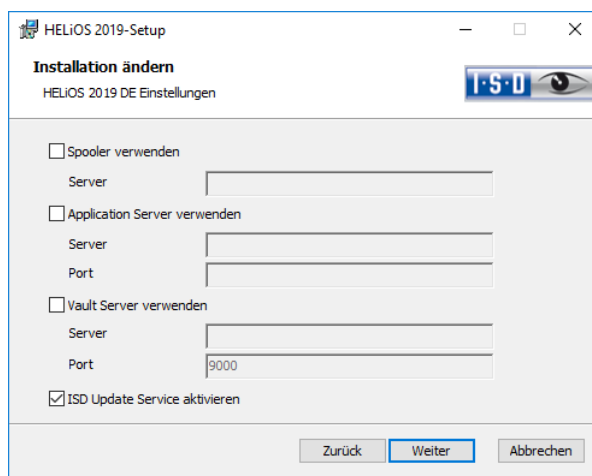 HELiOS 2019-Setup
Installation ändern
HELiOS 2019 DE Einstellungen
I·S·D
Spooler verwenden
Server
Application Server verwenden
Server
Port
Vault Server verwenden
Server
Port 9000
ISD Update Service aktivieren
Zurück Weiter Abbrechen